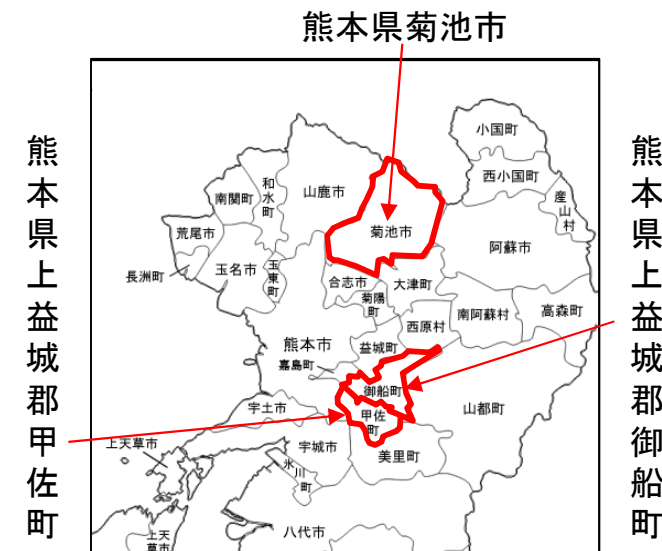 熊本県菊池市
熊本県上益城郡甲佐町
熊本県上益城郡御船町
小国町
西小国町
産山村
和水町
南関町
山鹿市
菊池市
阿蘇市
荒尾市
長洲町
玉名市
玉東町
合志市
菊陽町
大津町
西原村
南阿蘇村
高森町
熊本市
嘉島町
益城町
御船町
甲佐町
山都町
宇土市
上天草市
宇城市
氷川町
美里町
八代市
上天草市